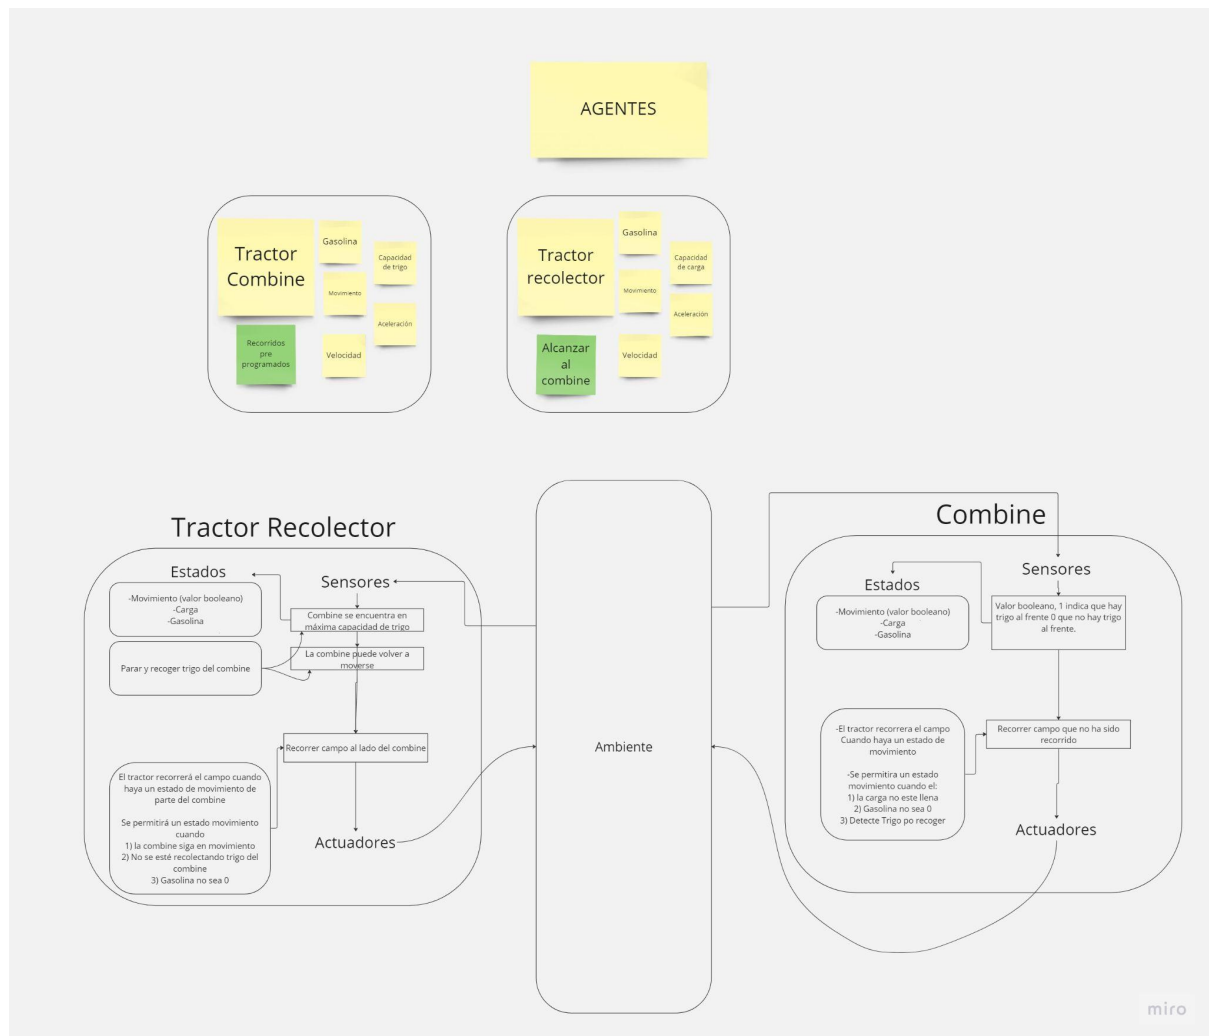 AGENTES
Tractor
Combine
Gasolina
Capacidad
de trigo
Movimiento
Aceleración
Recorridos
pre
programados
Velocidad
Tractor
recolector
Gasolina
Capacidad
de carga
Movimiento
Aceleración
Alcanzar
al
combine
Velocidad
Tractor Recolector
Estados
-Movimiento (valor booleano)
-Carga
-Gasolina
Sensores
Combine se encuentra en
máxima capacidad de trigo
Parar y recoger trigo del combine
La combine puede volver a
moverse
Recorrer campo al lado del combine
El tractor recorrerá el campo cuando
haya un estado de movimiento de
parte del combine
Se permitirá un estado movimiento
cuando
1) la combine siga en movimiento
2) No se esté recolectando trigo del
combine
3) Gasolina no sea 0
Actuadores
Ambiente
Combine
Estados
-Movimiento (valor booleano)
-Carga
-Gasolina
Sensores
Valor booleano, 1 indica que hay
trigo al frente 0 que no hay trigo
al frente.
-El tractor recorrera el campo
Cuando haya un estado de
movimiento
-Se permitira un estado
movimiento cuando el:
1) la carga no este llena
2) Gasolina no sea 0
3) Detecte Trigo po recoger
Recorrer campo que no ha sido
recorrido
Actuadores
miro